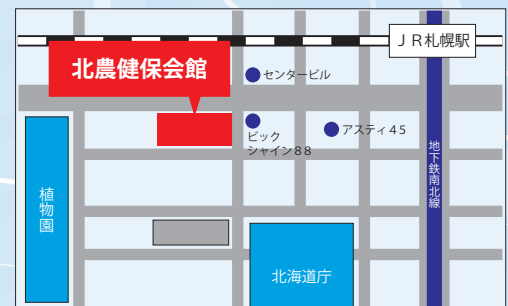 JR札幌駅
北農健保会館
センタービル
ビック
シャイン88
アスティ45
地下鉄南北線
植物園
北海道庁